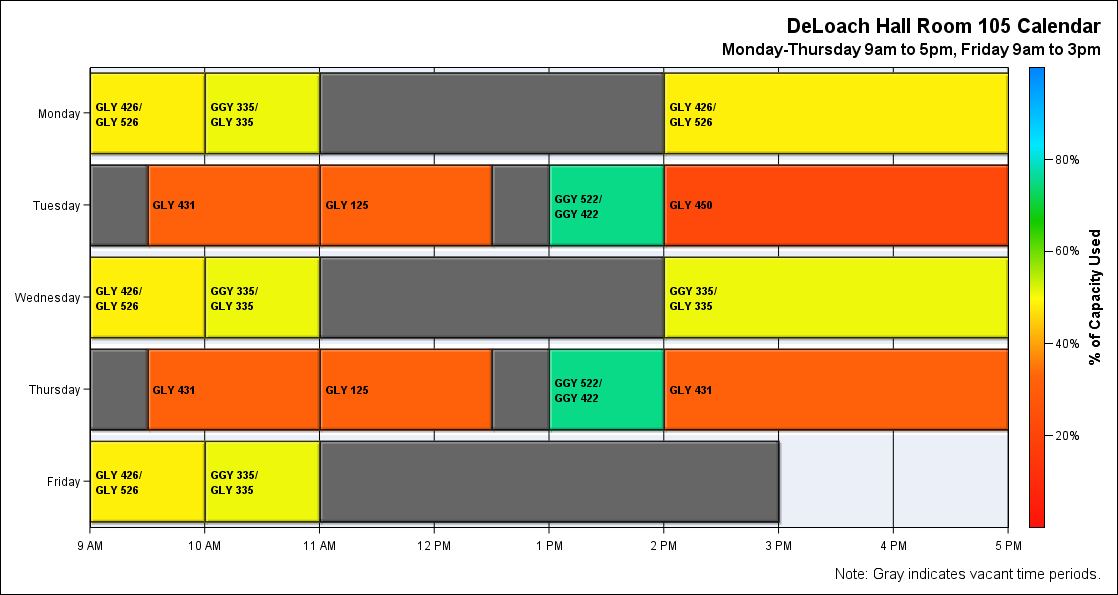 DeLoach Hall Room 105 Calendar
Monday-Thursday 9am to 5pm, Friday 9am to 3pm
Monday
GLY 426/
GLY 526
GGY 335/
GLY 335
GLY 426/
GLY 526
Tuesday
GLY 431
GLY 125
GGY 522/
GGY 422
GLY 450
Wednesday
GLY 426/
GLY 526
GGY 335/
GLY 335
GGY 335/
GLY 335
Thursday
GLY 431
GLY 125
GGY 522/
GGY 422
GLY 431
Friday
GLY 426/
GLY 526
GGY 335/
GLY 335
9 AM
10 AM
11 AM
12 PM
1 PM
2 PM
3 PM
4 PM
5 PM
80%
60%
40%
20%
% of Capacity Used
Note: Gray indicates vacant time periods.